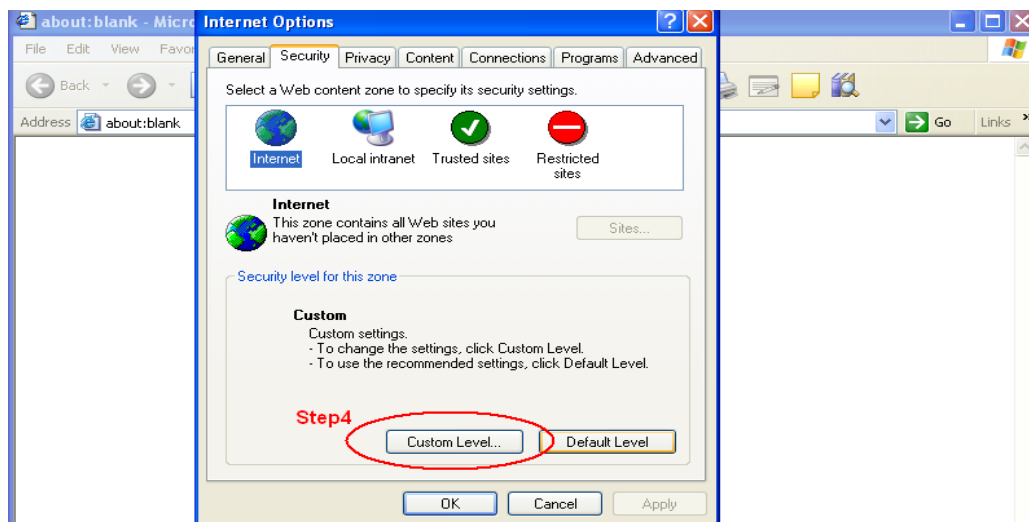 about:blank - Micro
Internet Options
File Edit View Favor
General Security Privacy Content Connections Programs Advanced
Back
Select a Web content zone to specify its security settings.
Address about:blank
Go Links »
Internet Local intranet Trusted sites Restricted
sites
Internet
This zone contains all Web sites you
haven't placed in other zones
Sites...
Security level for this zone
Custom
Custom settings.
- To change the settings, click Custom Level.
- To use the recommended settings, click Default Level.
Step4
Custom Level... Default Level
OK Cancel Apply